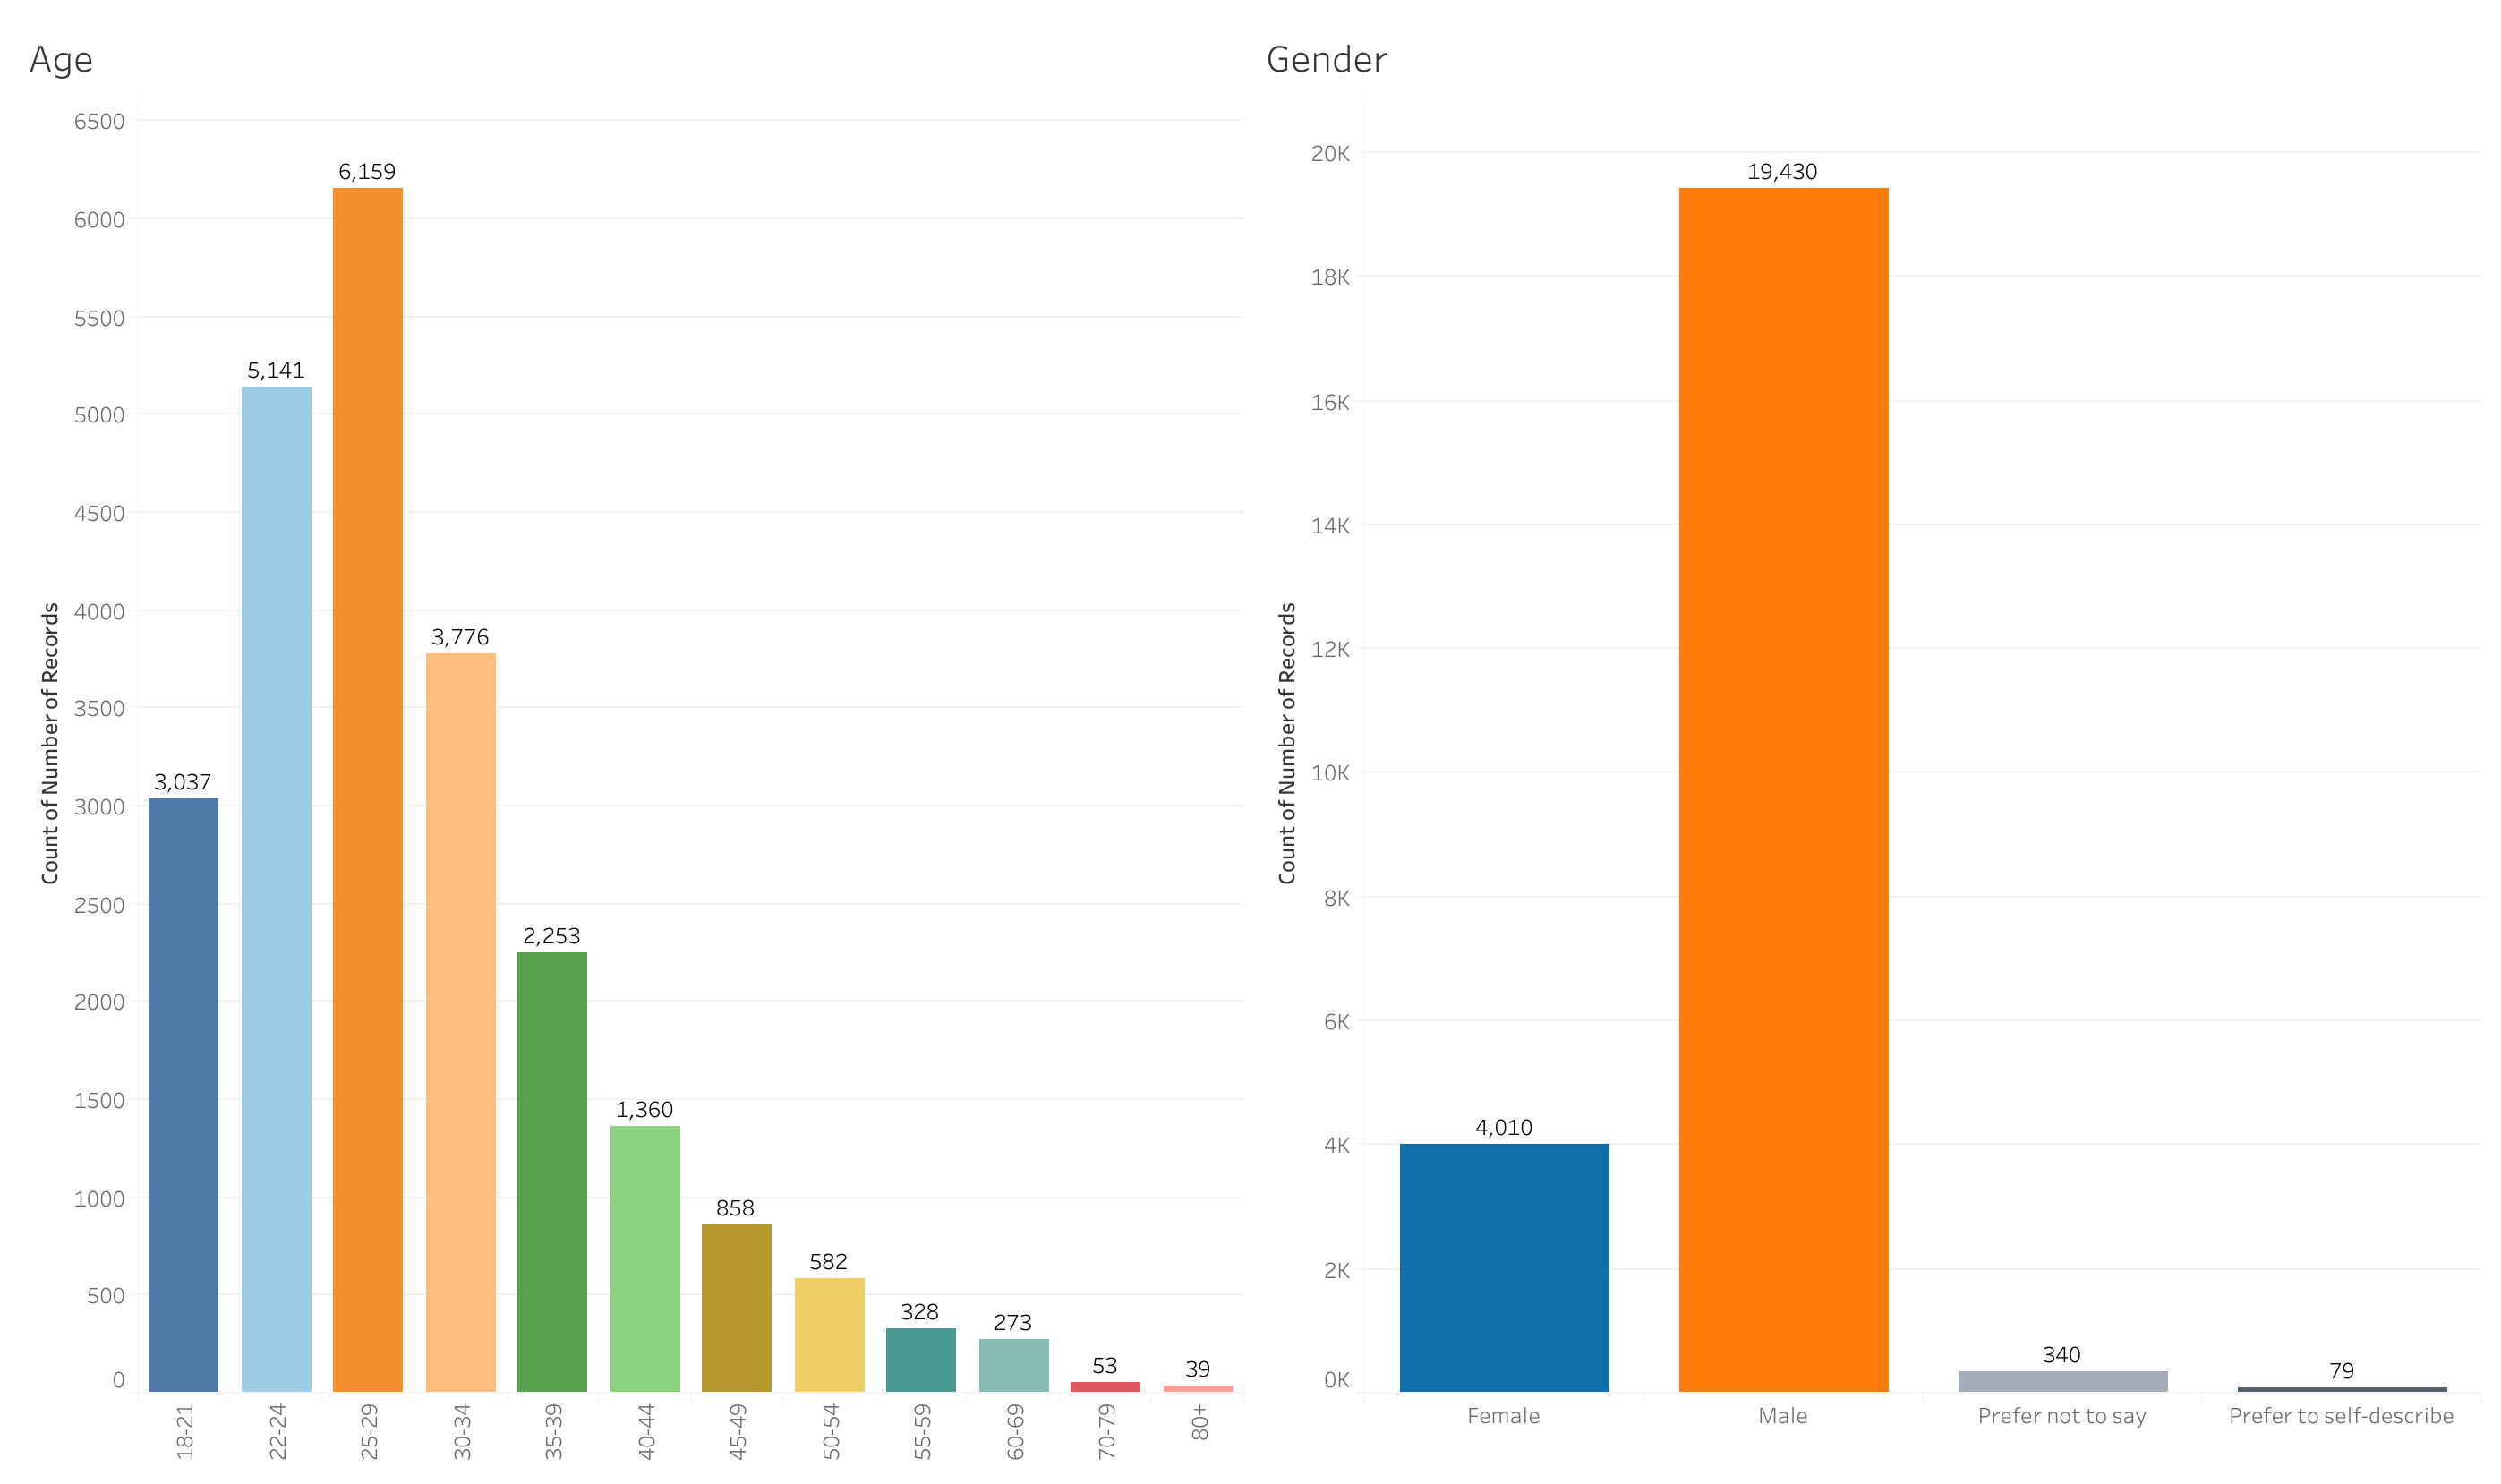 Age
Count of Number of Records
6500
6000
5500
5000
4500
4000
3500
3000
2500
2000
1500
1000
500
0
3,037
5,141
6,159
3,776
2,253
1,360
858
582
328
273
53
39
18-21
22-24
25-29
30-34
35-39
40-44
45-49
50-54
55-59
60-69
70-79
80+
Gender
Count of Number of Records
20K
18K
16K
14K
12K
10K
8K
6K
4K
2K
0K
4,010
19,430
340
79
Female
Male
Prefer not to say
Prefer to self-describe